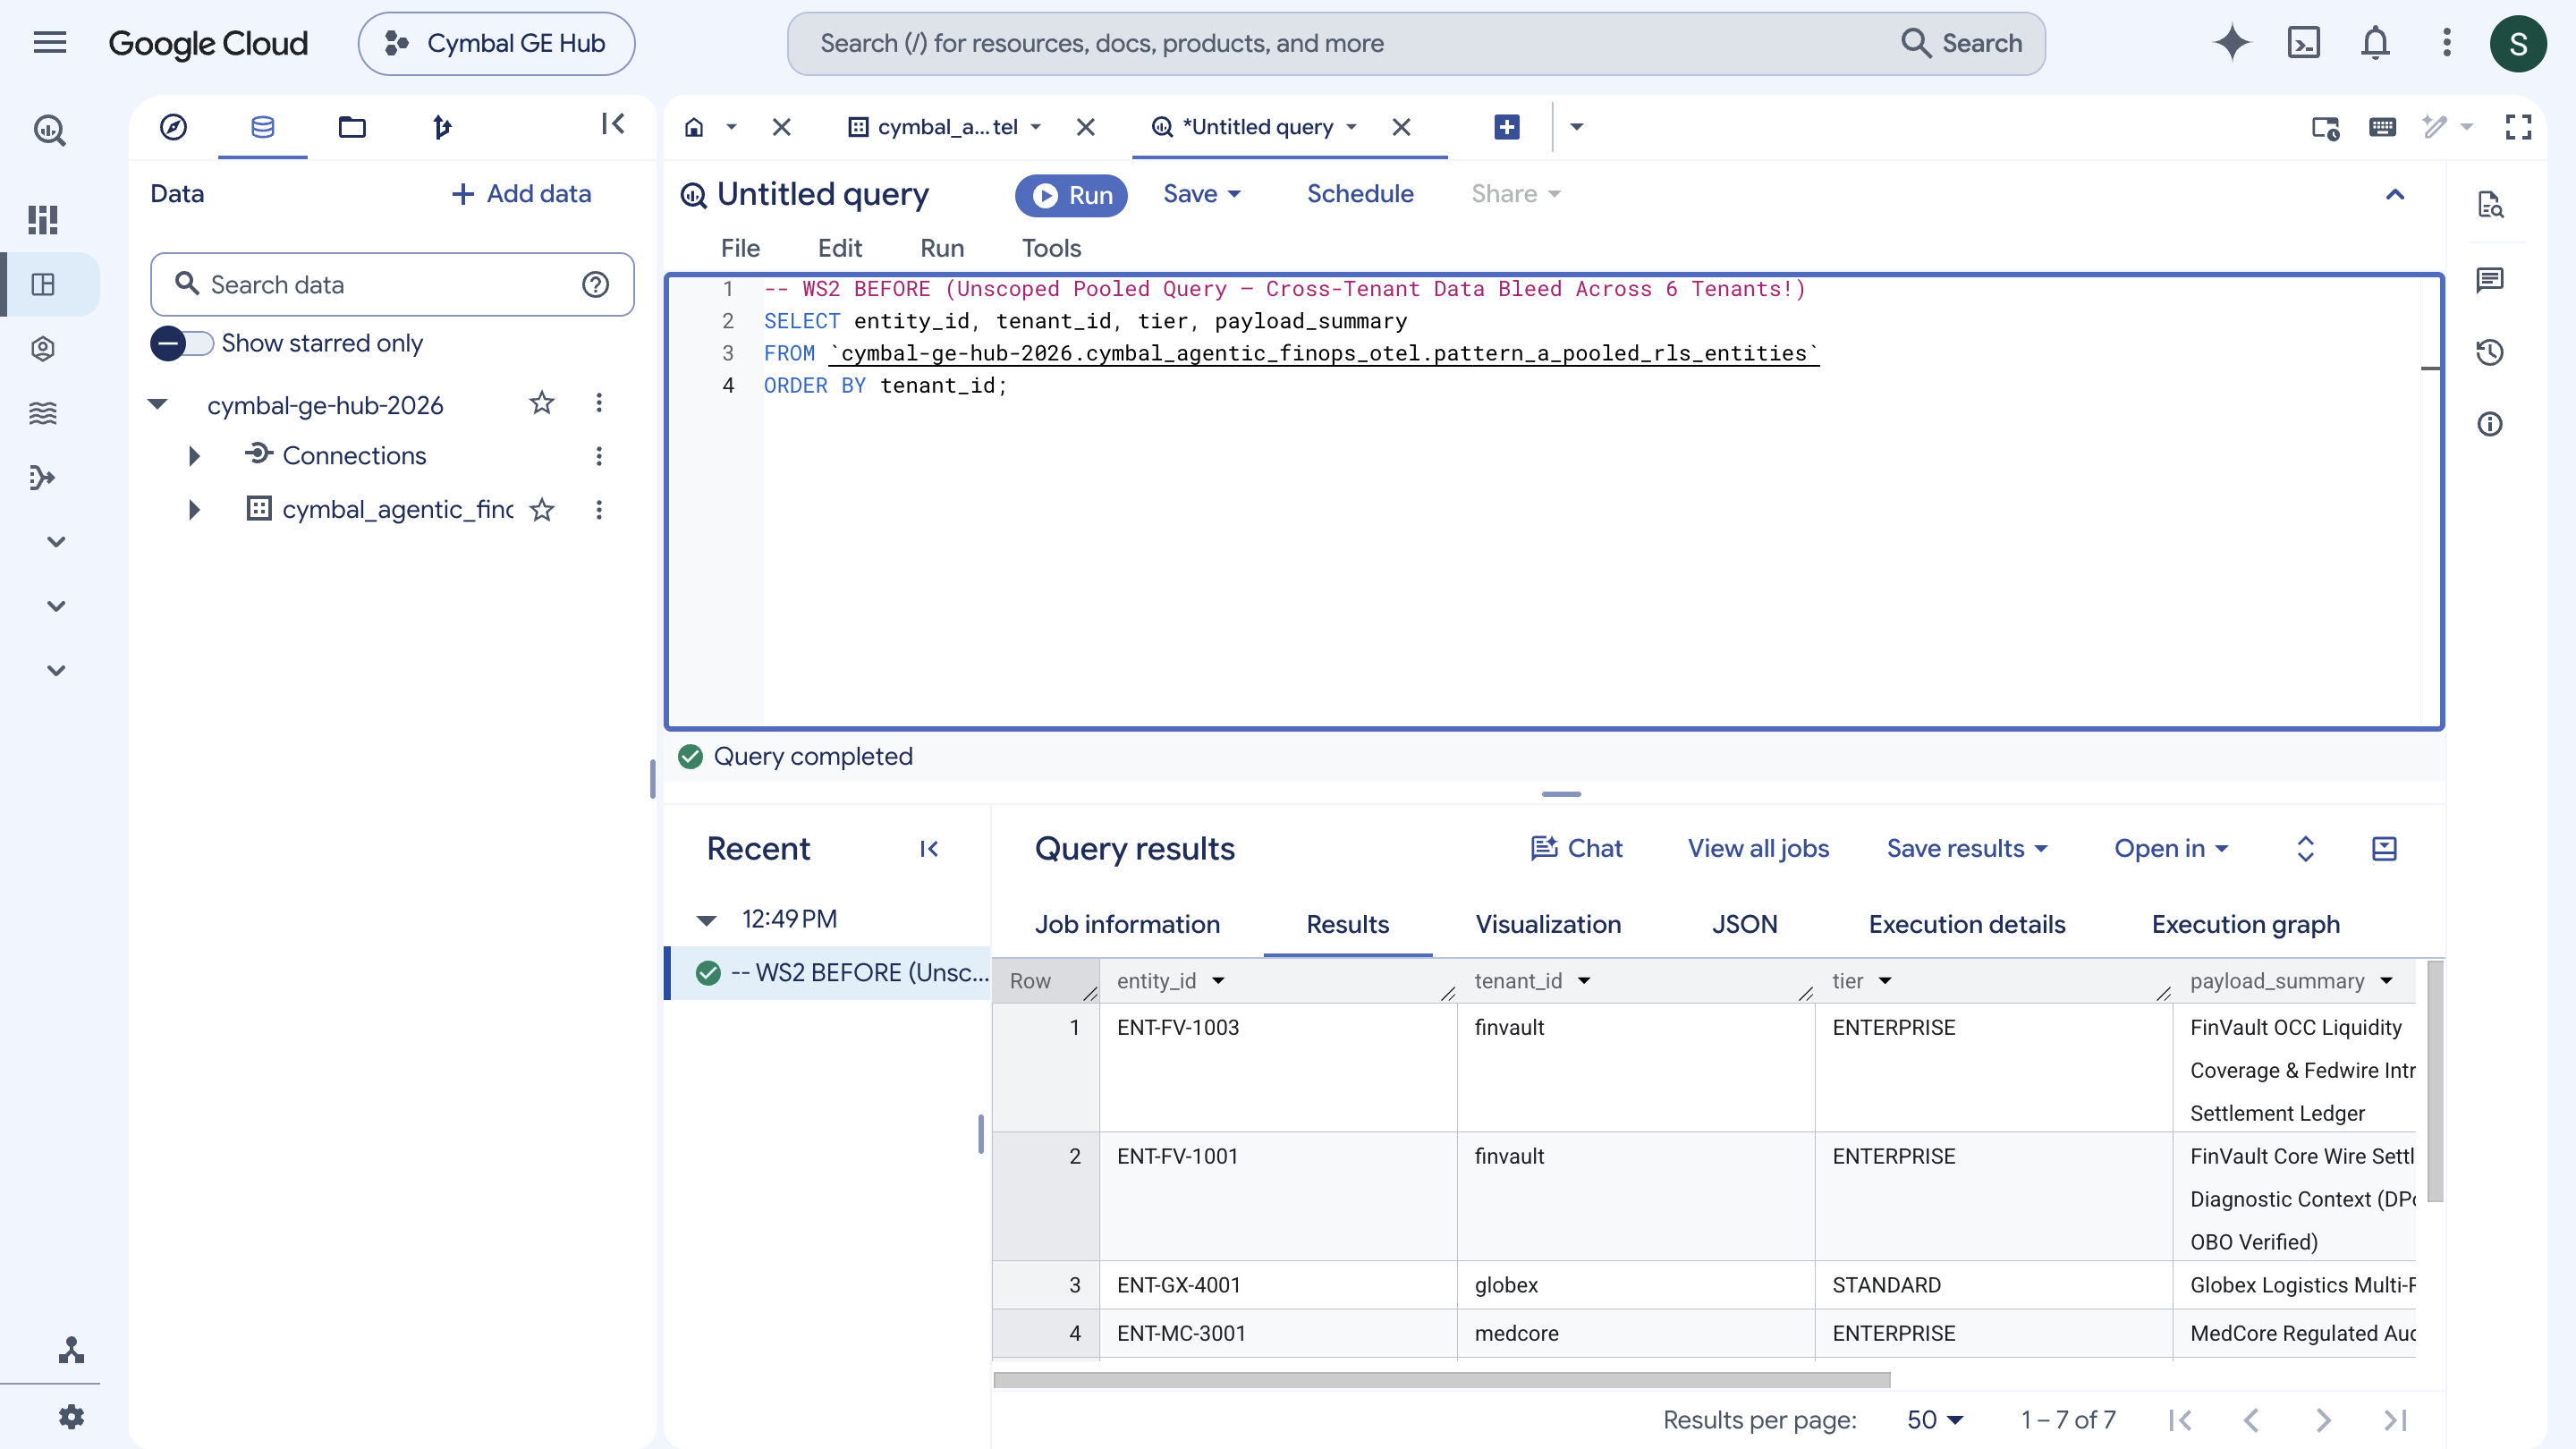 Google Cloud
Cymbal GE Hub
Search (/) for resources, docs, products, and more
Search
S
cymbal_a...tel
*Untitled query
Data
Add data
Untitled query
Run
Save
Schedule
Share
File
Edit
Run
Tools
Search data
Show starred only
cymbal-ge-hub-2026
Connections
cymbal_agentic_finc
1 -- WS2 BEFORE (Unscoped Pooled Query – Cross-Tenant Data Bleed Across 6 Tenants!)
2 SELECT entity_id, tenant_id, tier, payload_summary
3 FROM `cymbal-ge-hub-2026.cymbal_agentic_finops_otel.pattern_a_pooled_rls_entities`
4 ORDER BY tenant_id;
Query completed
Recent
12:49 PM
-- WS2 BEFORE (Unsc...
Query results
Chat
View all jobs
Save results
Open in
Job information
Results
Visualization
JSON
Execution details
Execution graph
Row entity_id tenant_id tier payload_summary
1 ENT-FV-1003 finvault ENTERPRISE FinVault OCC Liquidity
Coverage & Fedwire Intr
Settlement Ledger
2 ENT-FV-1001 finvault ENTERPRISE FinVault Core Wire Settl
Diagnostic Context (DPo
OBO Verified)
3 ENT-GX-4001 globex STANDARD Globex Logistics Multi-R
4 ENT-MC-3001 medcore ENTERPRISE MedCore Regulated Aud
Results per page: 50 1 – 7 of 7